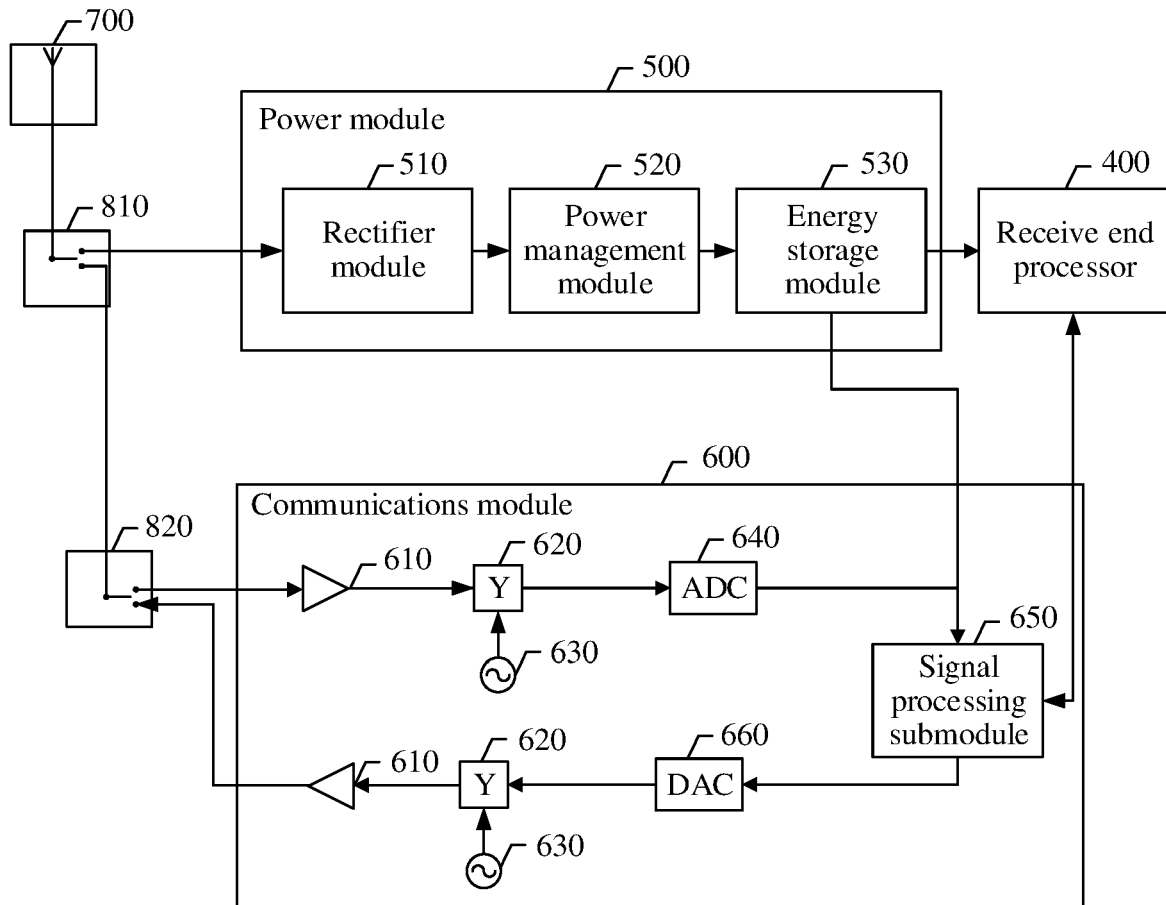 700
500
Power module
510
520
530
400
810
Rectifier
module
Power
management
module
Energy
storage
module
Receive end
processor
600
Communications module
820
610
620
640
Y
ADC
650
630
Signal
processing
submodule
610
620
660
Y
DAC
630